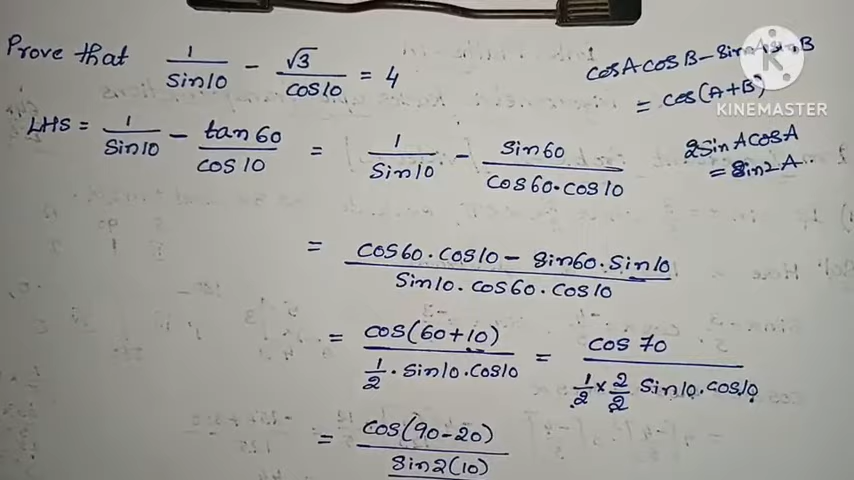 Prove that 1/Sin10 - √3/cos10 = 4
cosA cosB - sinA sinB
= cos(A+B)
KINEMASTER
LHS = 1/Sin10 - tan60/cos10 = 1/Sin10 - Sin60/cos60·cos10
2SinA cosA
= Sin2A
= cos60·cos10 - sin60·sin10 / Sin10·cos60·cos10
= cos(60+10) / 1/2·Sin10·cos10 = cos70 / 1/2 × 2/2 Sin10·cos10
= cos(90-20) / Sin2(10)